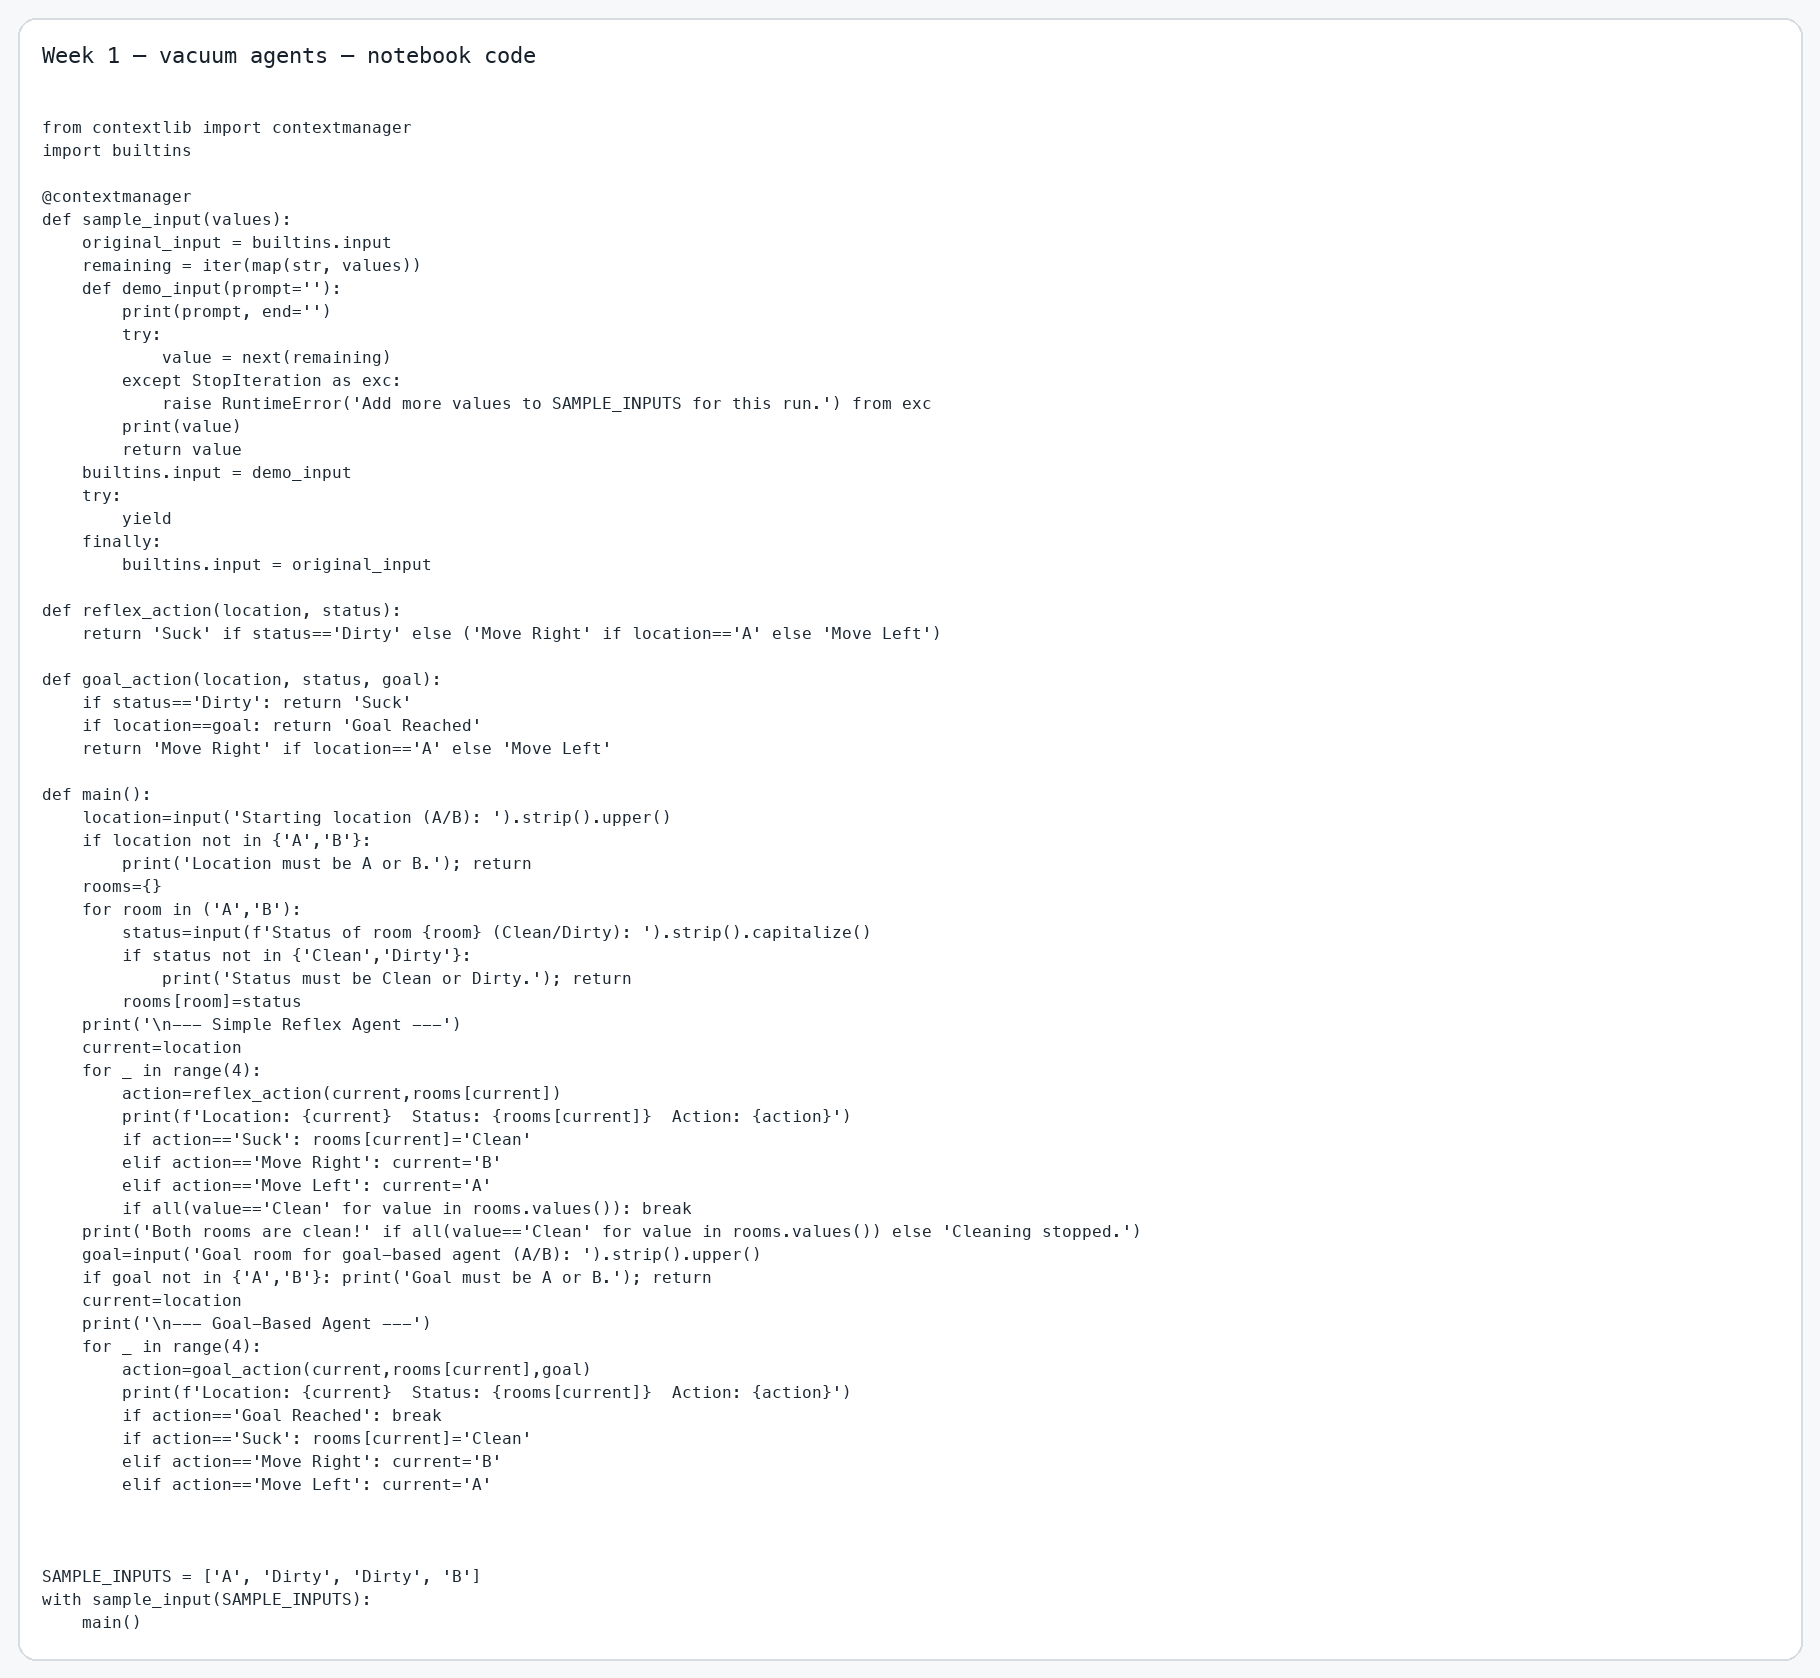 Week 1 — vacuum agents — notebook code
from contextlib import contextmanager
import builtins
@contextmanager
def sample_input(values):
    original_input = builtins.input
    remaining = iter(map(str, values))
    def demo_input(prompt=''):
        print(prompt, end='')
        try:
            value = next(remaining)
        except StopIteration as exc:
            raise RuntimeError('Add more values to SAMPLE_INPUTS for this run.') from exc
        print(value)
        return value
    builtins.input = demo_input
    try:
        yield
    finally:
        builtins.input = original_input
def reflex_action(location, status):
    return 'Suck' if status=='Dirty' else ('Move Right' if location=='A' else 'Move Left')
def goal_action(location, status, goal):
    if status=='Dirty': return 'Suck'
    if location==goal: return 'Goal Reached'
    return 'Move Right' if location=='A' else 'Move Left'
def main():
    location=input('Starting location (A/B): ').strip().upper()
    if location not in {'A','B'}:
        print('Location must be A or B.'); return
    rooms={}
    for room in ('A','B'):
        status=input(f'Status of room {room} (Clean/Dirty): ').strip().capitalize()
        if status not in {'Clean','Dirty'}:
            print('Status must be Clean or Dirty.'); return
        rooms[room]=status
    print('\n--- Simple Reflex Agent ---')
    current=location
    for _ in range(4):
        action=reflex_action(current,rooms[current])
        print(f'Location: {current}  Status: {rooms[current]}  Action: {action}')
        if action=='Suck': rooms[current]='Clean'
        elif action=='Move Right': current='B'
        elif action=='Move Left': current='A'
        if all(value=='Clean' for value in rooms.values()): break
    print('Both rooms are clean!' if all(value=='Clean' for value in rooms.values()) else 'Cleaning stopped.')
    goal=input('Goal room for goal-based agent (A/B): ').strip().upper()
    if goal not in {'A','B'}: print('Goal must be A or B.'); return
    current=location
    print('\n--- Goal-Based Agent ---')
    for _ in range(4):
        action=goal_action(current,rooms[current],goal)
        print(f'Location: {current}  Status: {rooms[current]}  Action: {action}')
        if action=='Goal Reached': break
        if action=='Suck': rooms[current]='Clean'
        elif action=='Move Right': current='B'
        elif action=='Move Left': current='A'
SAMPLE_INPUTS = ['A', 'Dirty', 'Dirty', 'B']
with sample_input(SAMPLE_INPUTS):
    main()